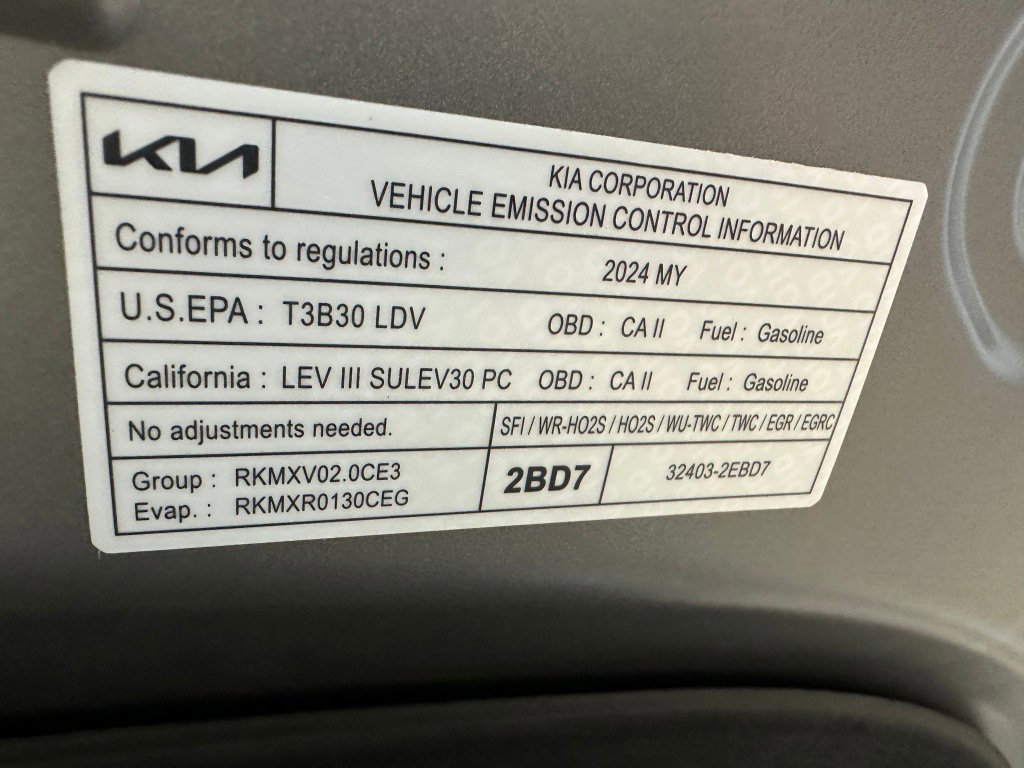 KIA
KIA CORPORATION
VEHICLE EMISSION CONTROL INFORMATION
Conforms to regulations : 2024 MY
U.S.EPA : T3B30 LDV OBD : CA II Fuel : Gasoline
California : LEV III SULEV30 PC OBD : CA II Fuel : Gasoline
No adjustments needed. SFI / WR-HO2S / HO2S / WU-TWC / TWC / EGR / EGRC
Group : RKMXV02.0CE3
Evap. : RKMXR0130CEG
2BD7
32403-2EBD7